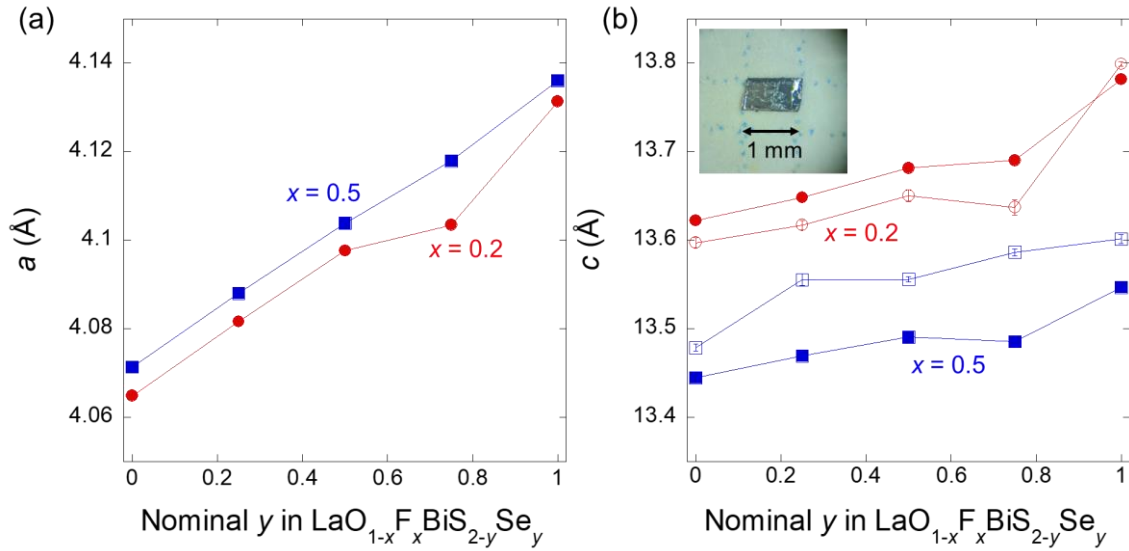 (a)
4.14
4.12
4.1
4.08
4.06
a (Å)
x = 0.5
x = 0.2
0
0.2
0.4
0.6
0.8
1
Nominal y in LaO1-xFxBiS2-ySey
(b)
13.8
13.7
13.6
13.5
13.4
c (Å)
1 mm
x = 0.2
x = 0.5
0
0.2
0.4
0.6
0.8
1
Nominal y in LaO1-xFxBiS2-ySey